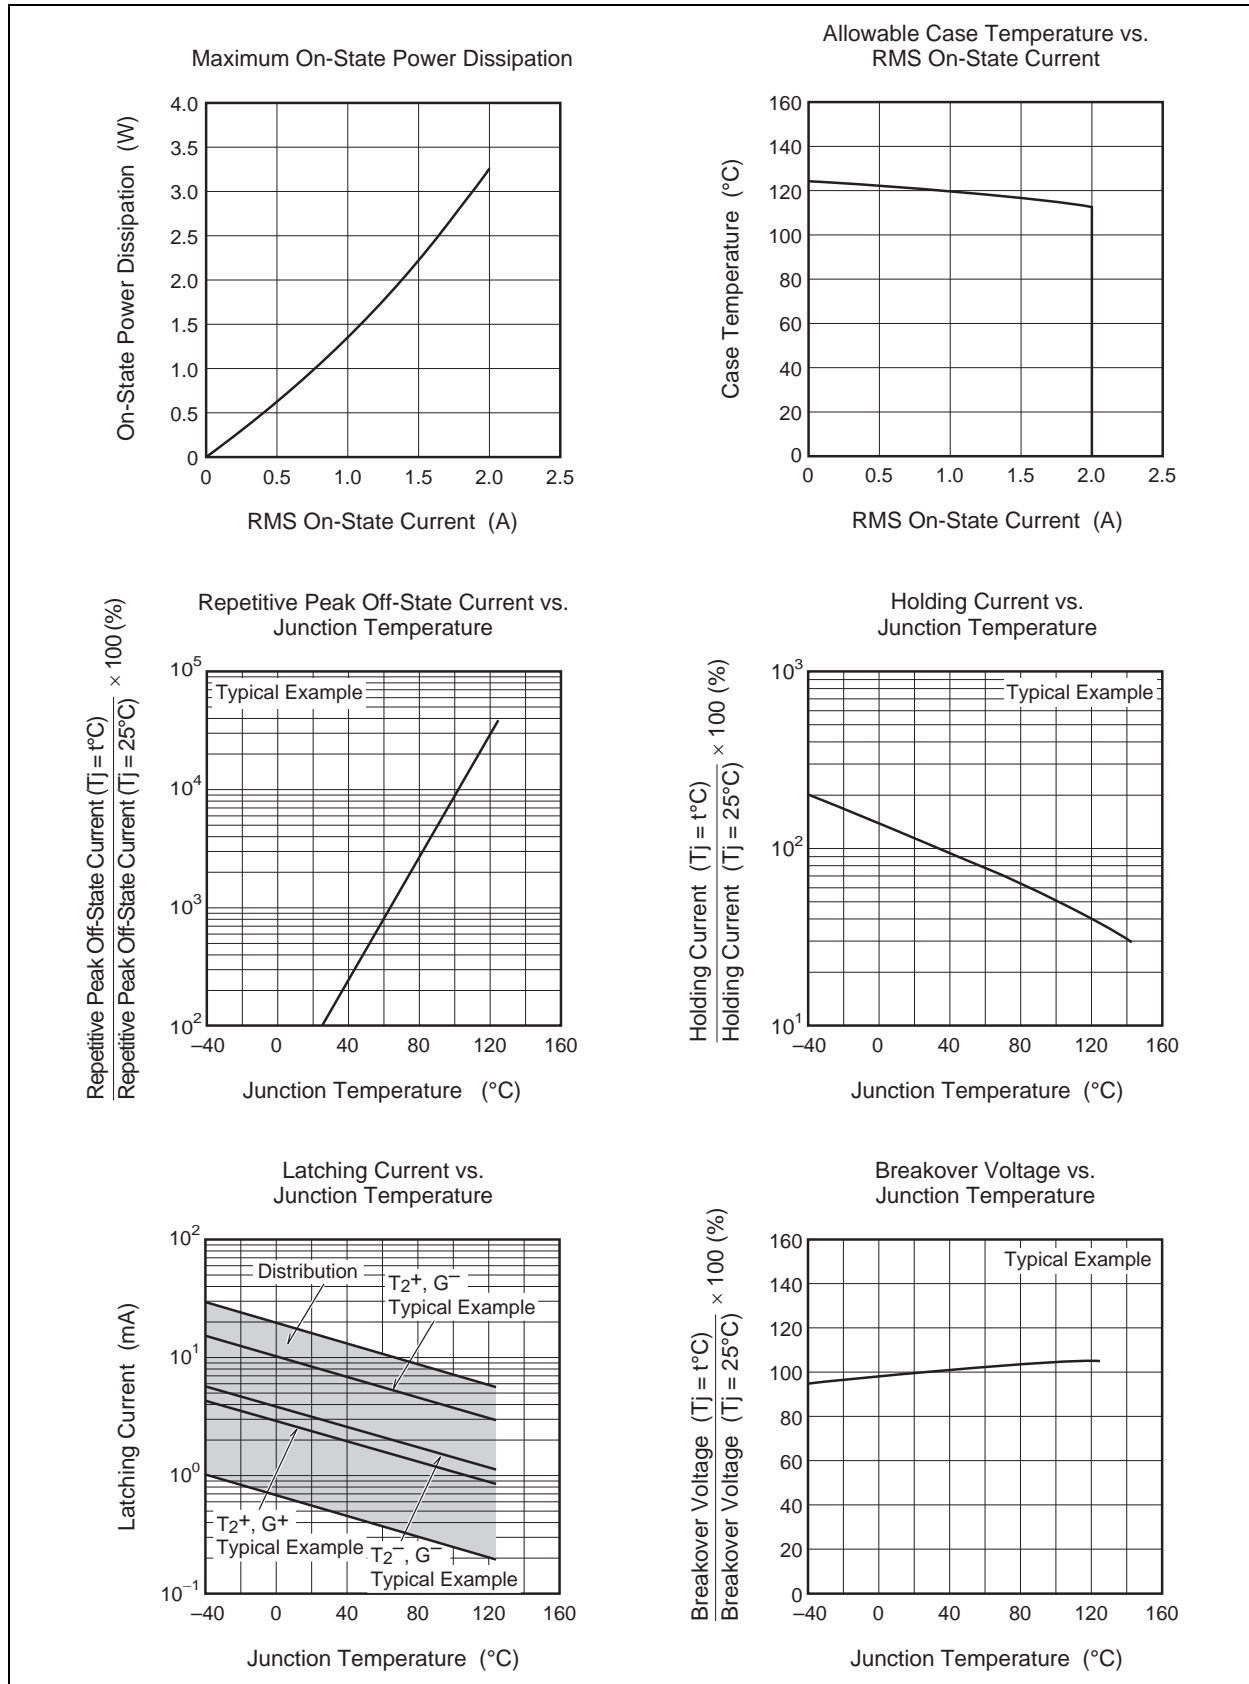 Maximum On-State Power Dissipation
On-State Power Dissipation (W)
4.0
3.5
3.0
2.5
2.0
1.5
1.0
0.5
0
0 0.5 1.0 1.5 2.0 2.5
RMS On-State Current (A)
Allowable Case Temperature vs.
RMS On-State Current
Case Temperature (°C)
160
140
120
100
80
60
40
20
0
0 0.5 1.0 1.5 2.0 2.5
RMS On-State Current (A)
Repetitive Peak Off-State Current vs.
Junction Temperature
Repetitive Peak Off-State Current (Tj = t°C)
Repetitive Peak Off-State Current (Tj = 25°C)
× 100 (%)
10⁵
10⁴
10³
10²
Typical Example
–40 0 40 80 120 160
Junction Temperature (°C)
Holding Current vs.
Junction Temperature
Holding Current (Tj = t°C)
Holding Current (Tj = 25°C)
× 100 (%)
10³
10²
10¹
Typical Example
–40 0 40 80 120 160
Junction Temperature (°C)
Latching Current vs.
Junction Temperature
Latching Current (mA)
10²
10¹
10⁰
10⁻¹
Distribution
T₂⁺, G⁻
Typical Example
T₂⁺, G⁺
Typical Example
T₂⁻, G⁻
Typical Example
–40 0 40 80 120 160
Junction Temperature (°C)
Breakover Voltage vs.
Junction Temperature
Breakover Voltage (Tj = t°C)
Breakover Voltage (Tj = 25°C)
× 100 (%)
160
140
120
100
80
60
40
20
0
Typical Example
–40 0 40 80 120 160
Junction Temperature (°C)